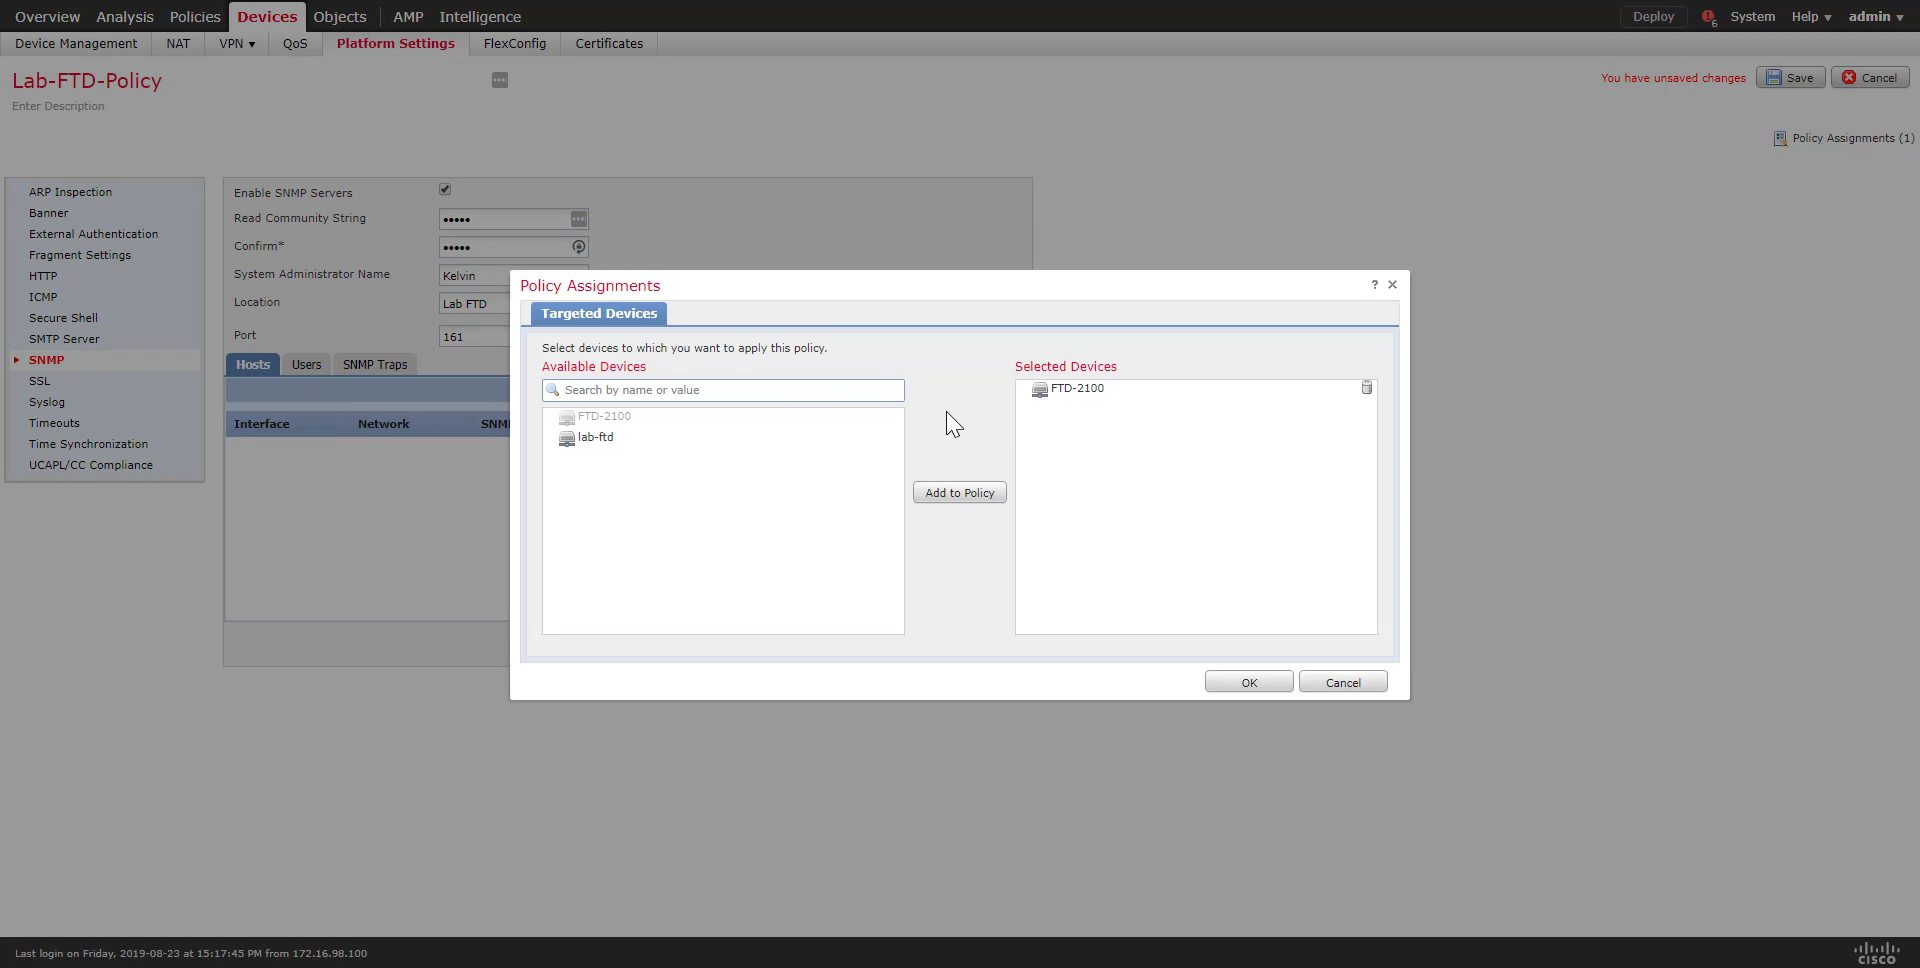 Overview Analysis Policies Devices Objects AMP Intelligence Deploy 6 System Help admin
Device Management NAT VPN QoS Platform Settings FlexConfig Certificates
Lab-FTD-Policy You have unsaved changes Save Cancel
Enter Description
Policy Assignments (1)
ARP Inspection
Banner
External Authentication
Fragment Settings
HTTP
ICMP
Secure Shell
SMTP Server
SNMP
SSL
Syslog
Timeouts
Time Synchronization
UCAPL/CC Compliance
Enable SNMP Servers
Read Community String •••••
Confirm* •••••
System Administrator Name Kelvin
Location Lab FTD
Port 161
Hosts Users SNMP Traps
Interface Network
Policy Assignments ?
Targeted Devices
Select devices to which you want to apply this policy.
Available Devices
Search by name or value
FTD-2100
lab-ftd
Add to Policy
Selected Devices
FTD-2100
OK Cancel
Last login on Friday, 2019-08-23 at 15:17:45 PM from 172.16.98.100
CISCO